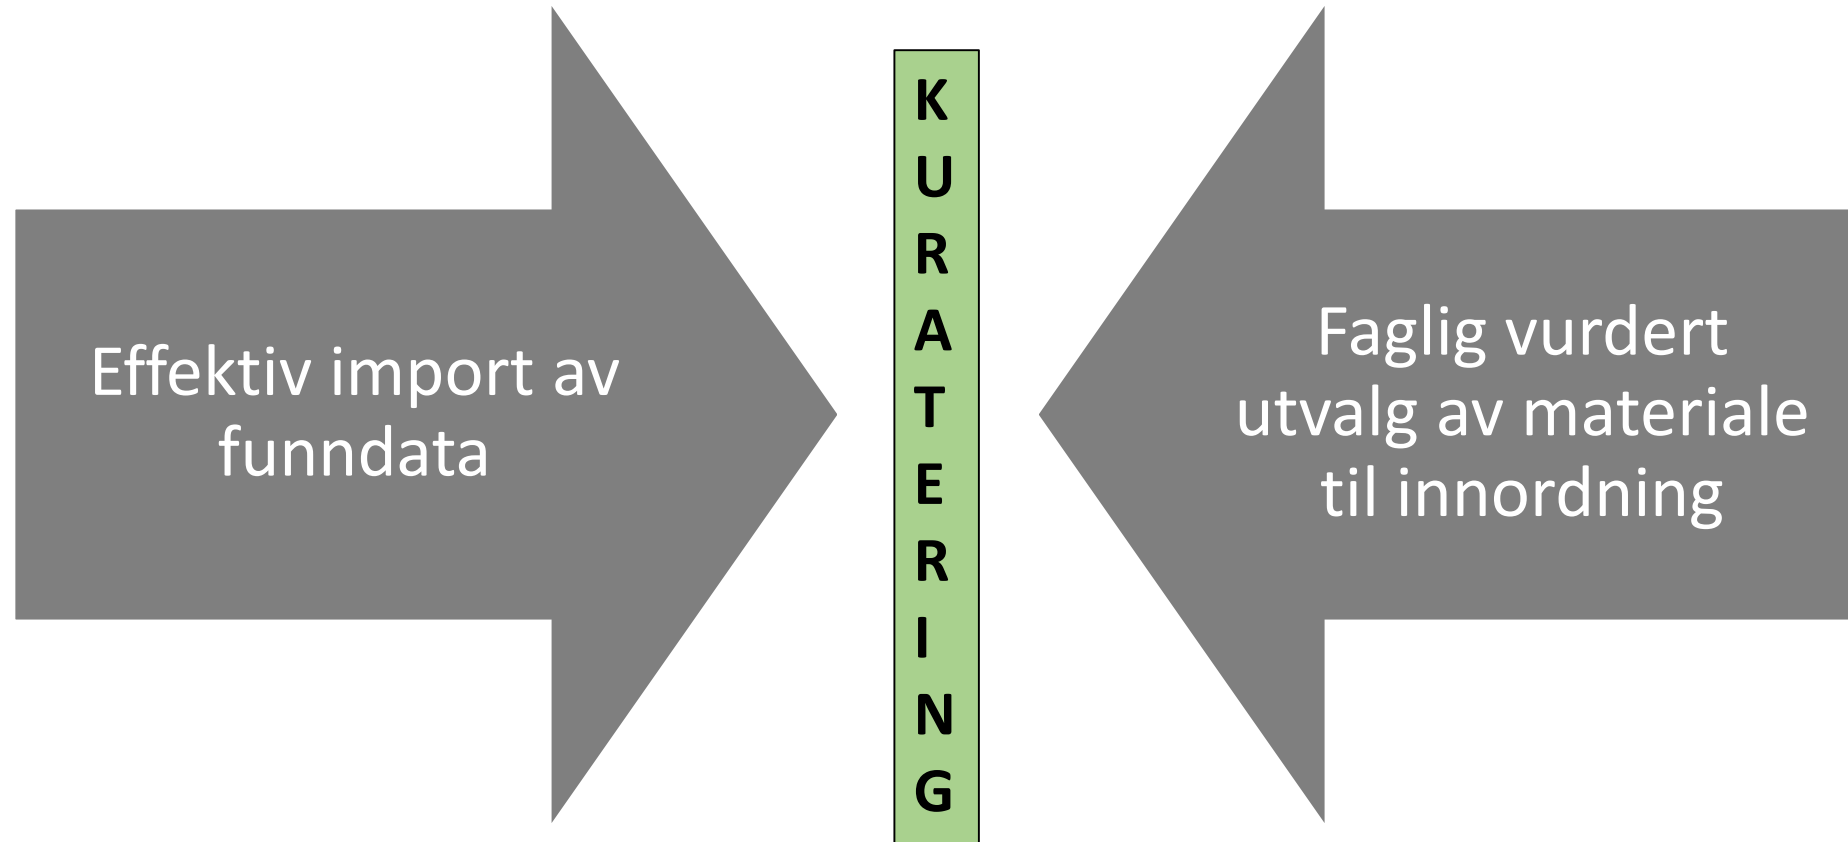 Effektiv import av
funndata
K
U
R
A
T
E
R
I
N
G
Faglig vurdert
utvalg av materiale
til innordning